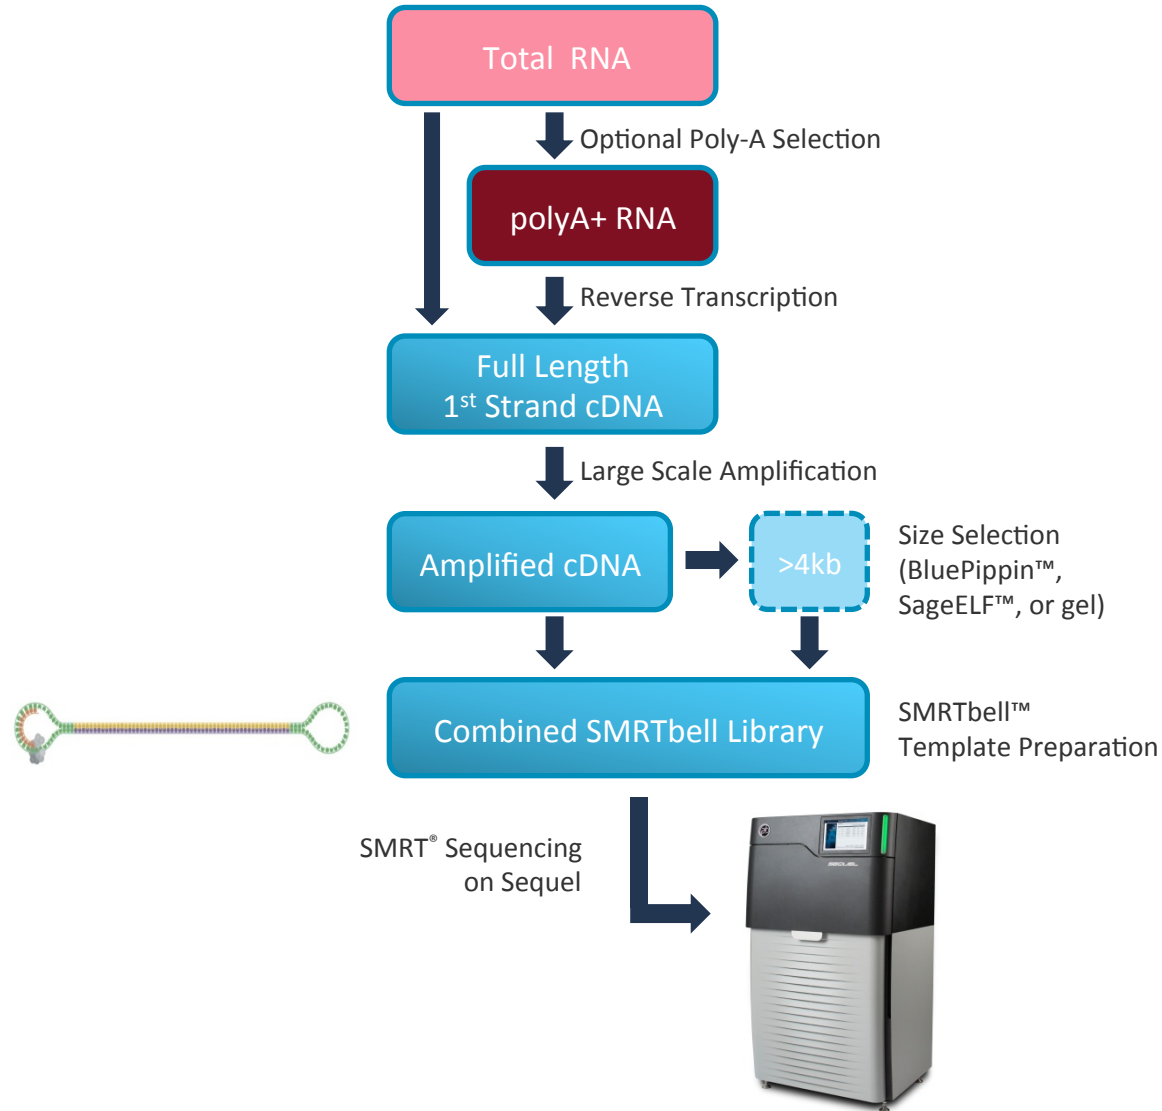 Total RNA
Optional Poly-A Selection
polyA+ RNA
Reverse Transcription
Full Length
1st Strand cDNA
Large Scale Amplification
Amplified cDNA
>4kb
Size Selection
(BluePippin™,
SageELF™, or gel)
Combined SMRTbell Library
SMRTbell™
Template Preparation
SMRT® Sequencing
on Sequel
SEQUEL